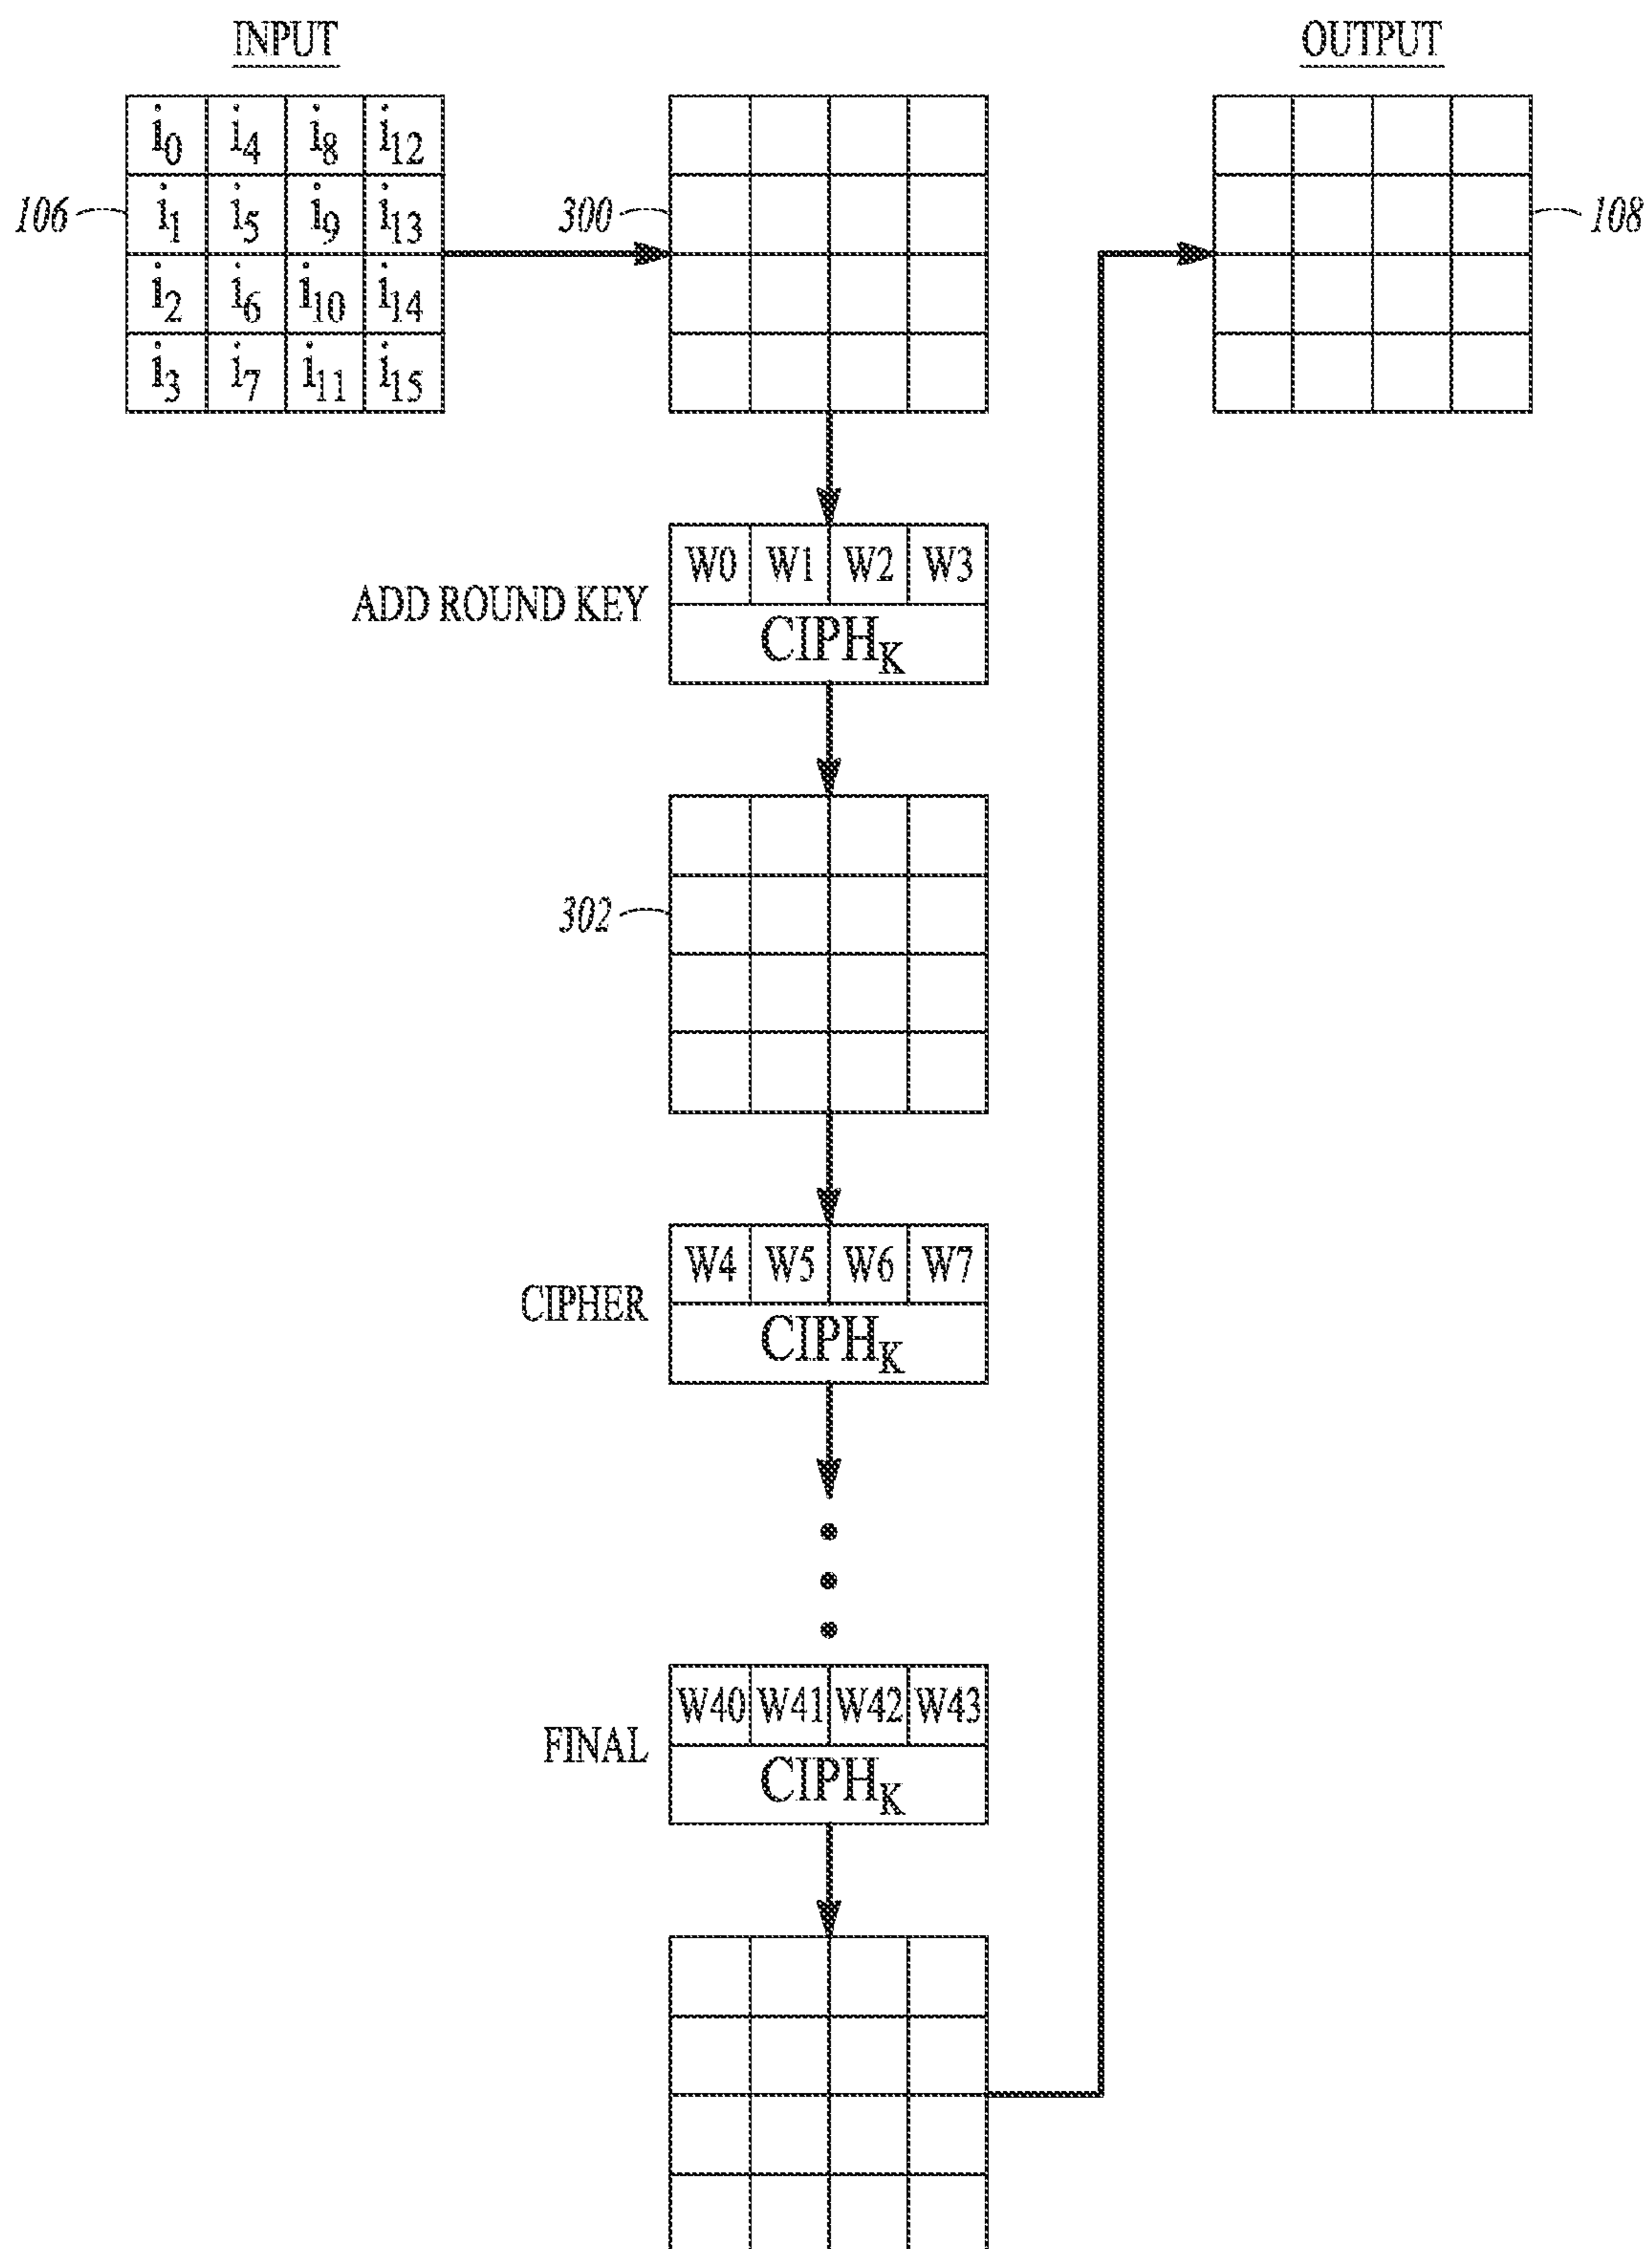 INPUT
OUTPUT
i0 i4 i8 i12
106 i1 i5 i9 i13
300
108
i2 i6 i10 i14
i3 i7 i11 i15
W0 W1 W2 W3
ADD ROUND KEY
CIPHK
302
W4 W5 W6 W7
CIPHER
CIPHK
W40 W41 W42 W43
FINAL
CIPHK